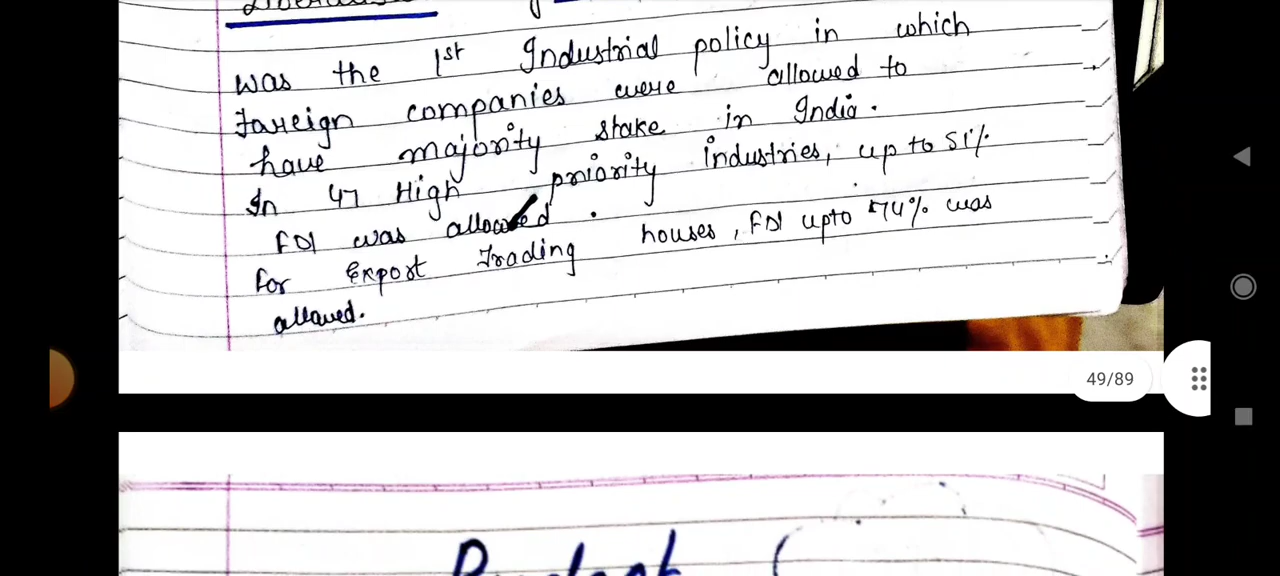 was the 1st Industrial policy in which
foreign companies were allowed to
have majority stake in India.
In 47 High priority industries, up to 51%
FDI was allowed.
for Export Trading houses, FDI upto 74% was
allowed.
49/89